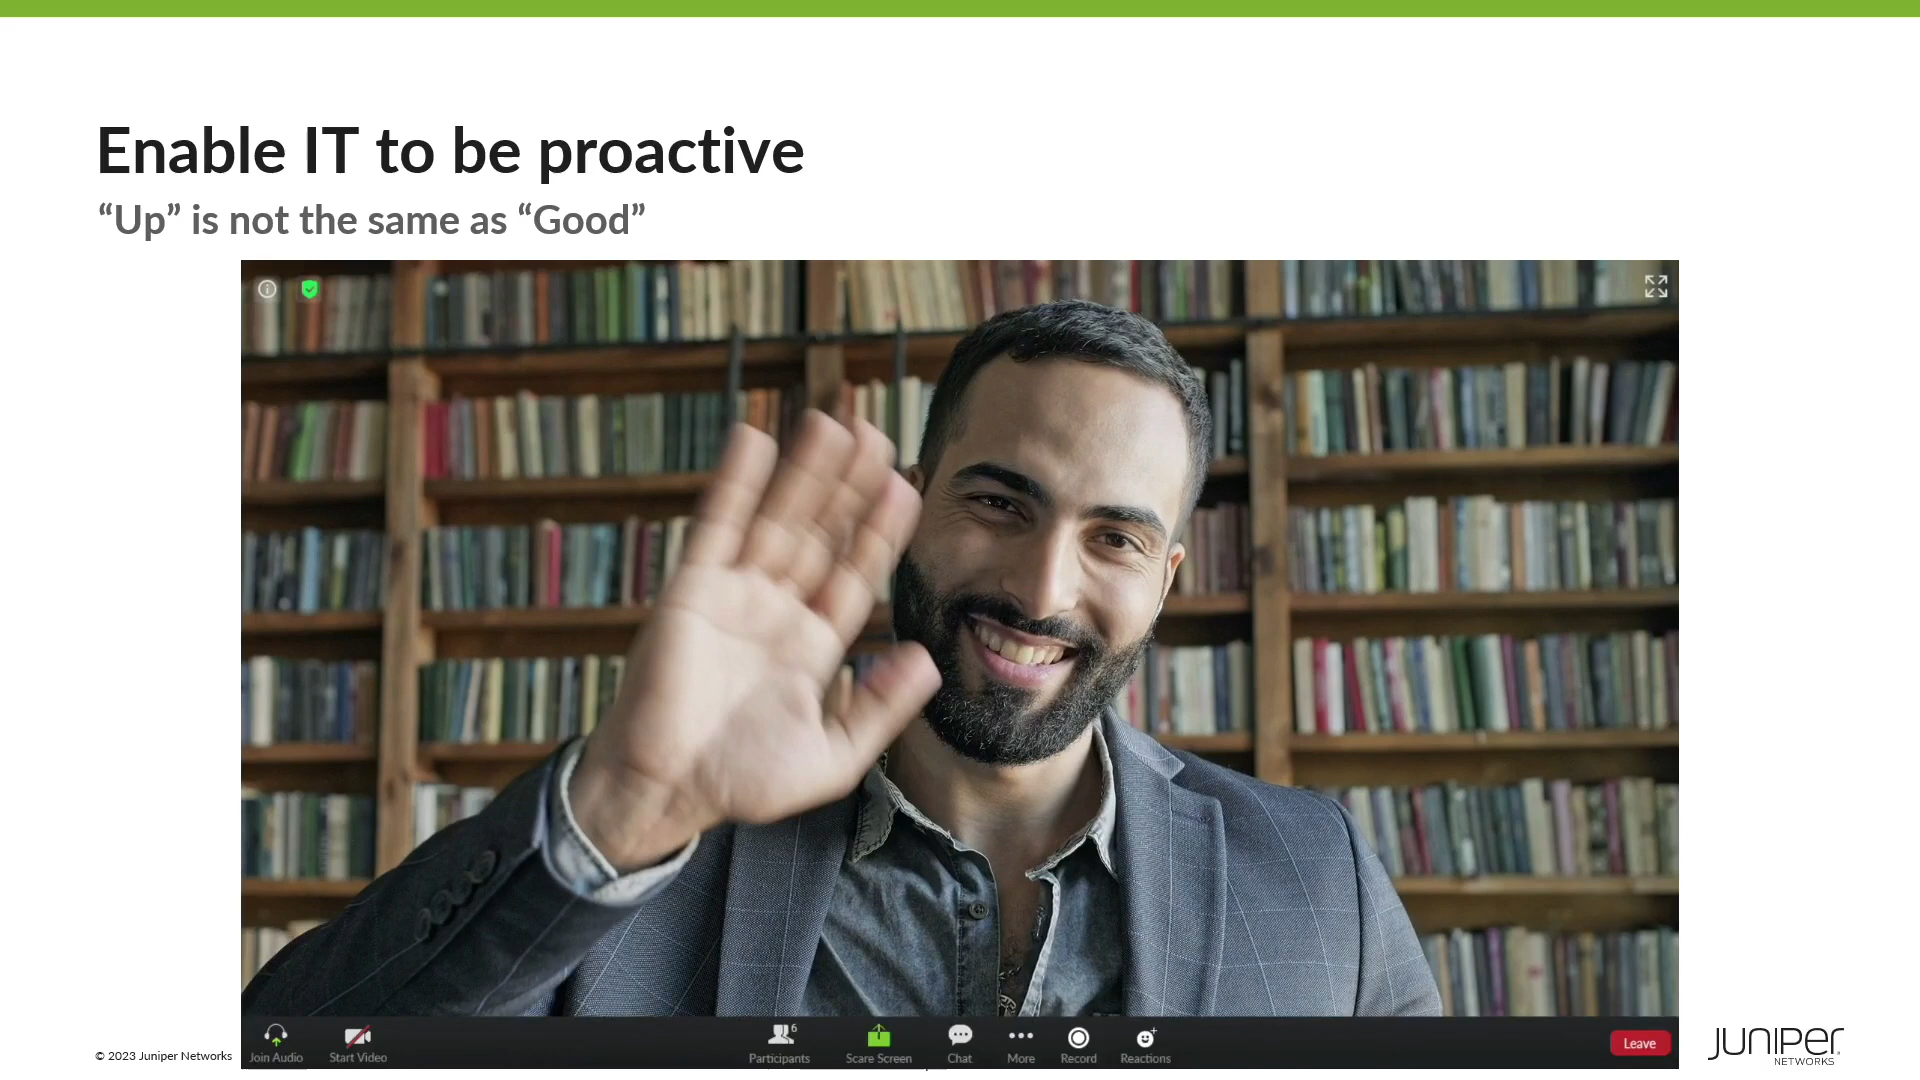 Enable IT to be proactive
“Up” is not the same as “Good”
Join Audio
Start Video
6
Participants
Scare Screen
Chat
More
Record
Reactions
Leave
© 2023 Juniper Networks
JUNIPER
NETWORKS